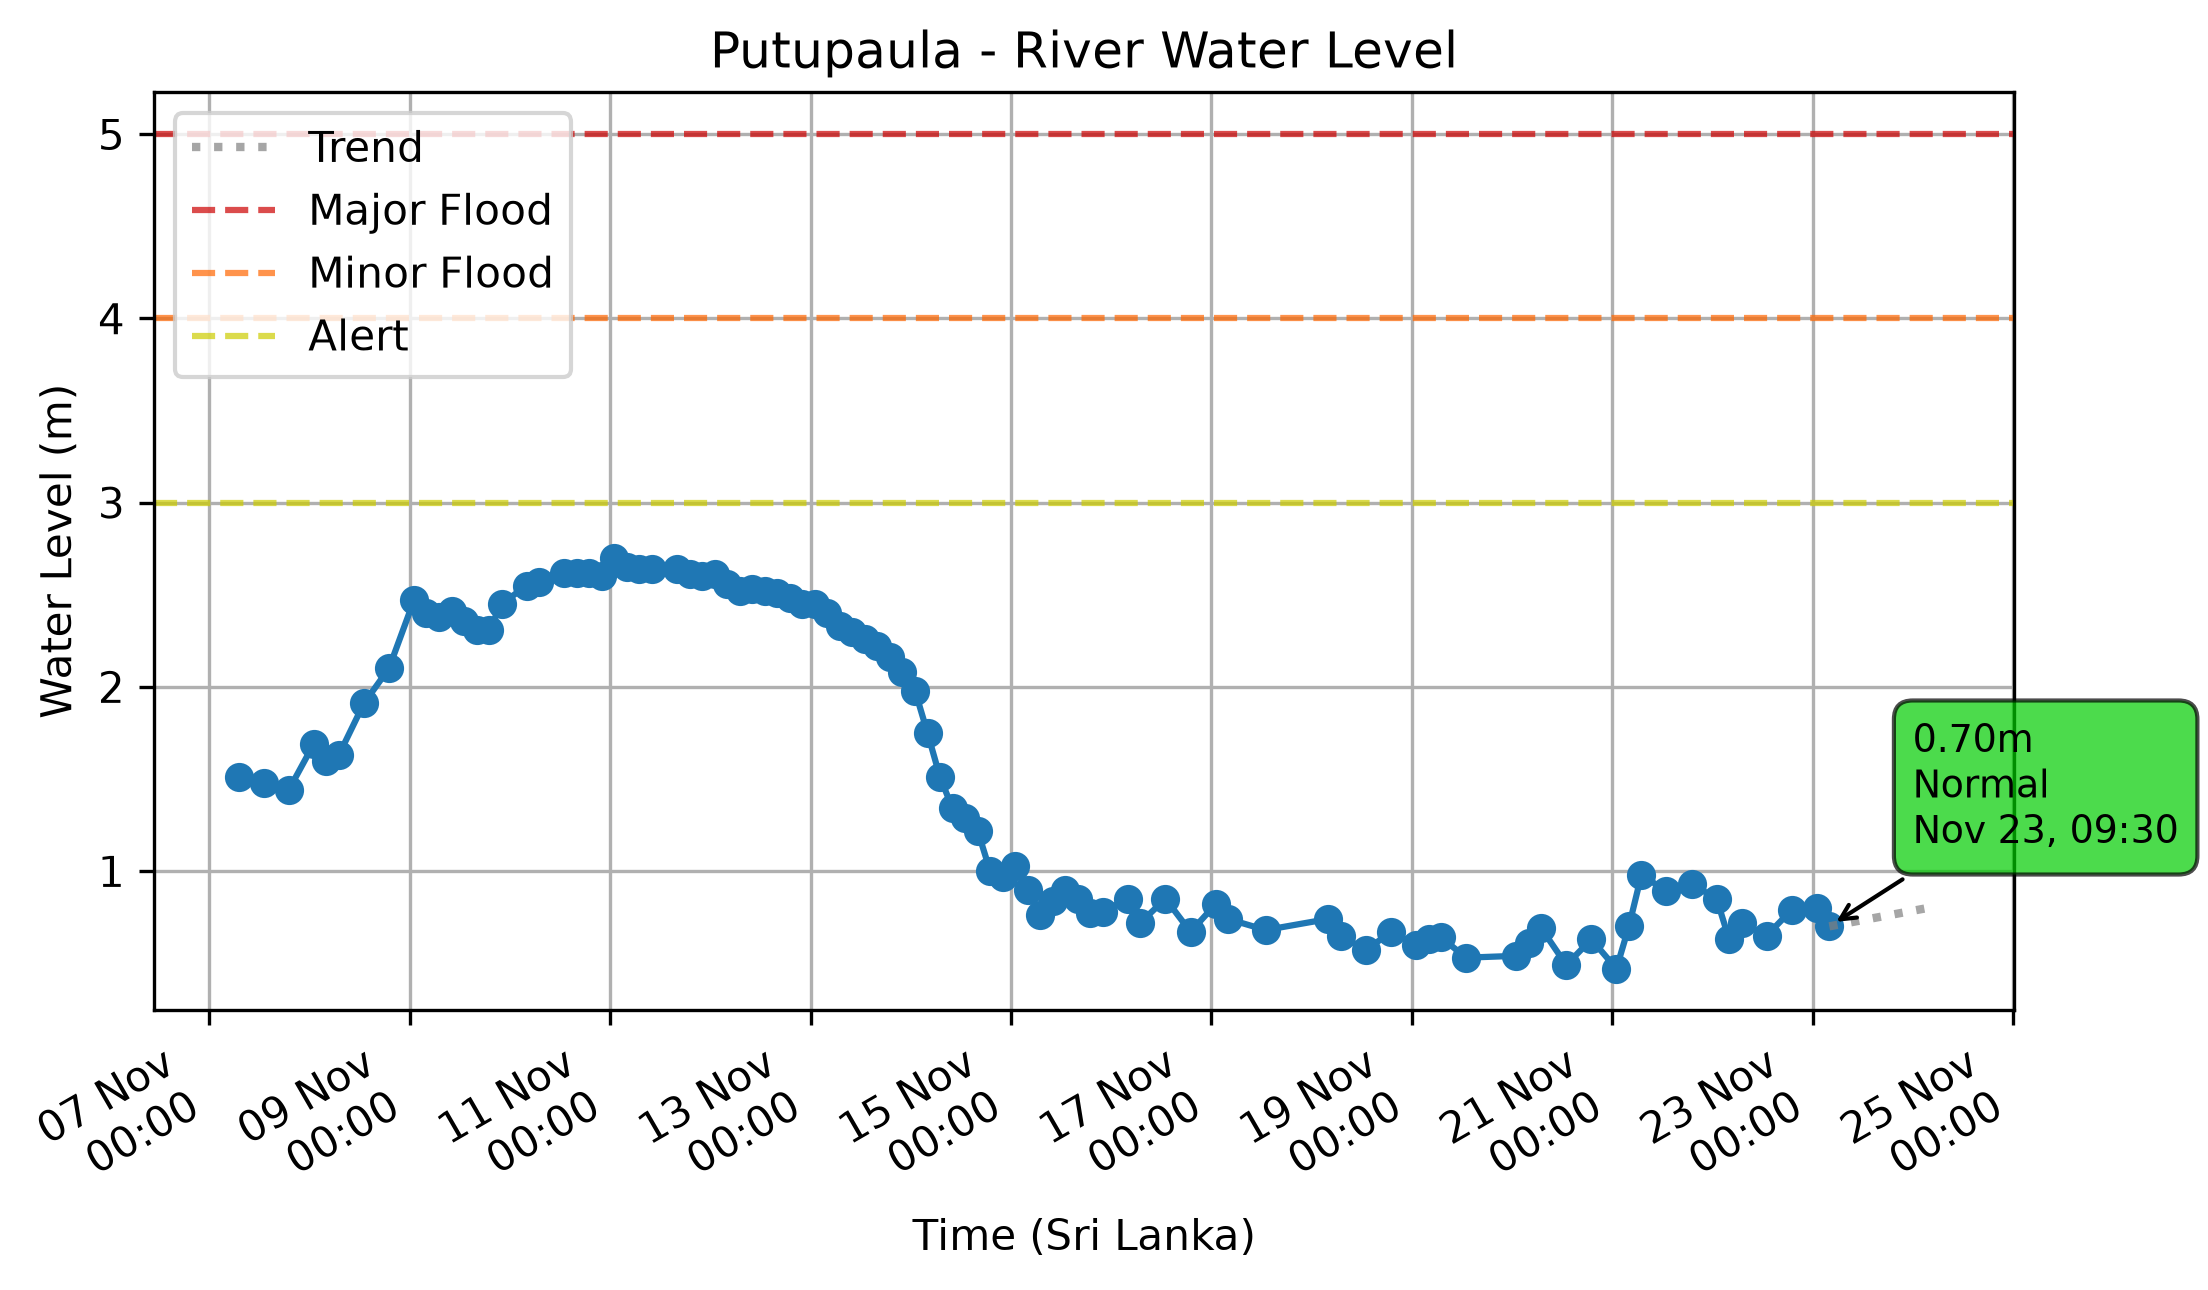 Putupaula - River Water Level
Trend
Major Flood
Minor Flood
Alert
5
4
3
2
1
Water Level (m)
0.70m
Normal
Nov 23, 09:30
07 Nov
00:00
09 Nov
00:00
11 Nov
00:00
13 Nov
00:00
15 Nov
00:00
17 Nov
00:00
19 Nov
00:00
21 Nov
00:00
23 Nov
00:00
25 Nov
00:00
Time (Sri Lanka)